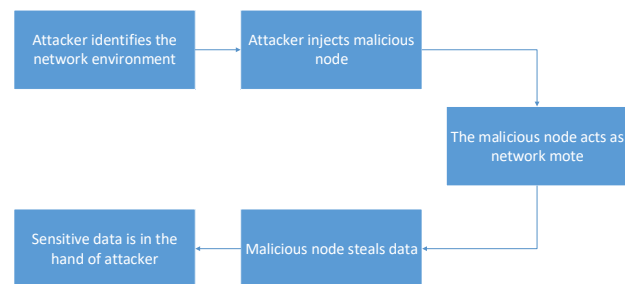 Attacker identifies the
network environment
Attacker injects malicious
node
The malicious node acts as
network mote
Sensitive data is in the
hand of attacker
Malicious node steals data